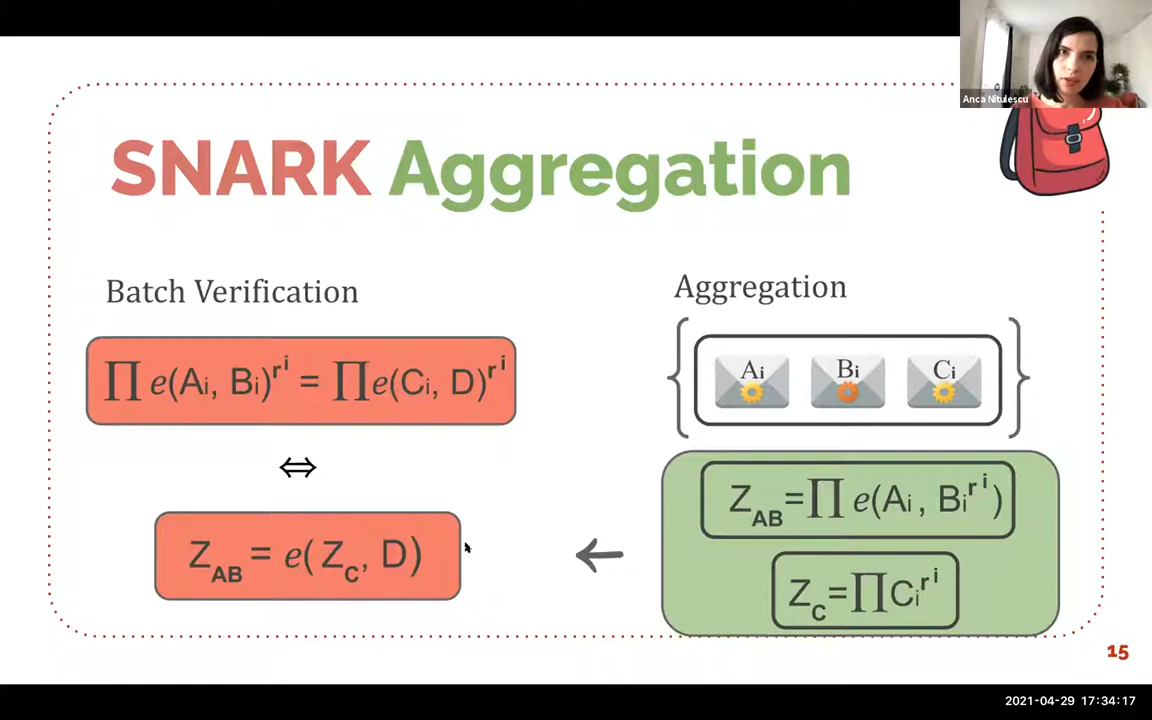 Anca Nitulescu
SNARK Aggregation
Batch Verification
∏ e(Ai, Bi)^ri = ∏e(Ci, D)^ri
⇔
Z_AB = e( Z_C, D)
Aggregation
{ Ai Bi Ci }
←
Z_AB=∏ e(Ai , Bi^ri)
Z_C=∏Ci^ri
15
2021-04-29 17:34:17